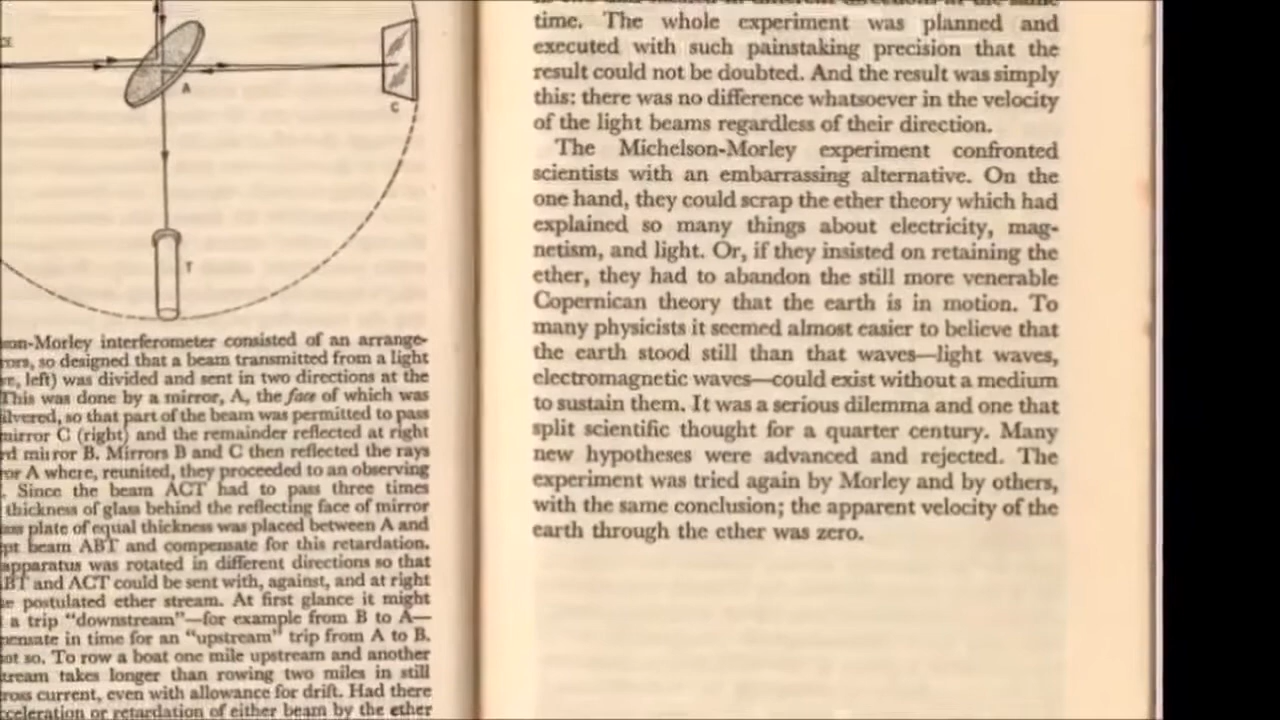 A
C
T
son-Morley interferometer consisted of an arrange-
rors, so designed that a beam transmitted from a light
ve, left) was divided and sent in two directions at the
This was done by a mirror, A, the face of which was
ilvered, so that part of the beam was permitted to pass
mirror C (right) and the remainder reflected at right
rd mirror B. Mirrors B and C then reflected the rays
or A where, reunited, they proceeded to an observing
. Since the beam ACT had to pass three times
thickness of glass behind the reflecting face of mirror
ass plate of equal thickness was placed between A and
pt beam ABT and compensate for this retardation.
apparatus was rotated in different directions so that
BT and ACT could be sent with, against, and at right
e postulated ether stream. At first glance it might
a trip "downstream"—for example from B to A—
pensate in time for an "upstream" trip from A to B.
ot so. To row a boat one mile upstream and another
tream takes longer than rowing two miles in still
ross current, even with allowance for drift. Had there
cceleration or retardation of either beam by the ether
time. The whole experiment was planned and
executed with such painstaking precision that the
result could not be doubted. And the result was simply
this: there was no difference whatsoever in the velocity
of the light beams regardless of their direction.
The Michelson-Morley experiment confronted
scientists with an embarrassing alternative. On the
one hand, they could scrap the ether theory which had
explained so many things about electricity, mag-
netism, and light. Or, if they insisted on retaining the
ether, they had to abandon the still more venerable
Copernican theory that the earth is in motion. To
many physicists it seemed almost easier to believe that
the earth stood still than that waves—light waves,
electromagnetic waves—could exist without a medium
to sustain them. It was a serious dilemma and one that
split scientific thought for a quarter century. Many
new hypotheses were advanced and rejected. The
experiment was tried again by Morley and by others,
with the same conclusion; the apparent velocity of the
earth through the ether was zero.